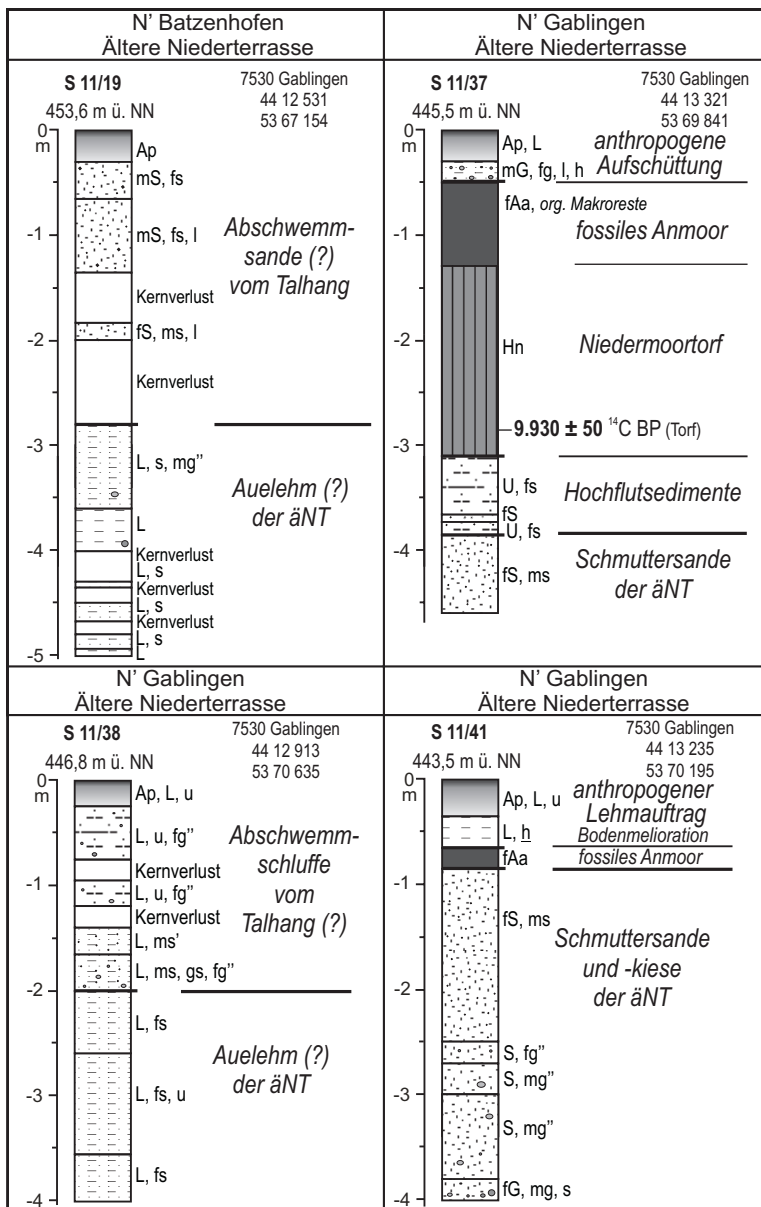 N' Batzenhofen
Ältere Niederterrasse
S 11/19
453,6 m ü. NN
7530 Gablingen
44 12 531
53 67 154
0
m
-1
-2
-3
-4
-5
Ap
mS, fs
mS, fs, l
Kernverlust
fS, ms, l
Kernverlust
L, s, mg"
L
Kernverlust
L, s
Kernverlust
L, s
Kernverlust
L, s
L
Abschwemm-
sande (?)
vom Talhang
Auelehm (?)
der äNT
N' Gablingen
Ältere Niederterrasse
S 11/37
445,5 m ü. NN
7530 Gablingen
44 13 321
53 69 841
0
m
-1
-2
-3
-4
-5
Ap, L
mG, fg, l, h
fAa, org. Makroreste
Hn
9.930 ± 50 ¹⁴C BP (Torf)
U, fs
fS
U, fs
fS, ms
anthropogene
Aufschüttung
fossiles Anmoor
Niedermoortorf
Hochflutsedimente
Schmuttersande
der äNT
N' Gablingen
Ältere Niederterrasse
S 11/38
446,8 m ü. NN
7530 Gablingen
44 12 913
53 70 635
0
m
-1
-2
-3
-4
Ap, L, u
L, u, fg"
Kernverlust
L, u, fg"
Kernverlust
L, ms'
L, ms, gs, fg"
L, fs
L, fs, u
L, fs
Abschwemm-
schluffe
vom
Talhang (?)
Auelehm (?)
der äNT
N' Gablingen
Ältere Niederterrasse
S 11/41
443,5 m ü. NN
7530 Gablingen
44 13 235
53 70 195
0
m
-1
-2
-3
-4
Ap, L, u
L, h
fAa
fS, ms
S, fg"
S, mg"
S, mg"
fG, mg, s
anthropogener
Lehmauftrag
Bodenmelioration
fossiles Anmoor
Schmuttersande
und -kiese
der äNT